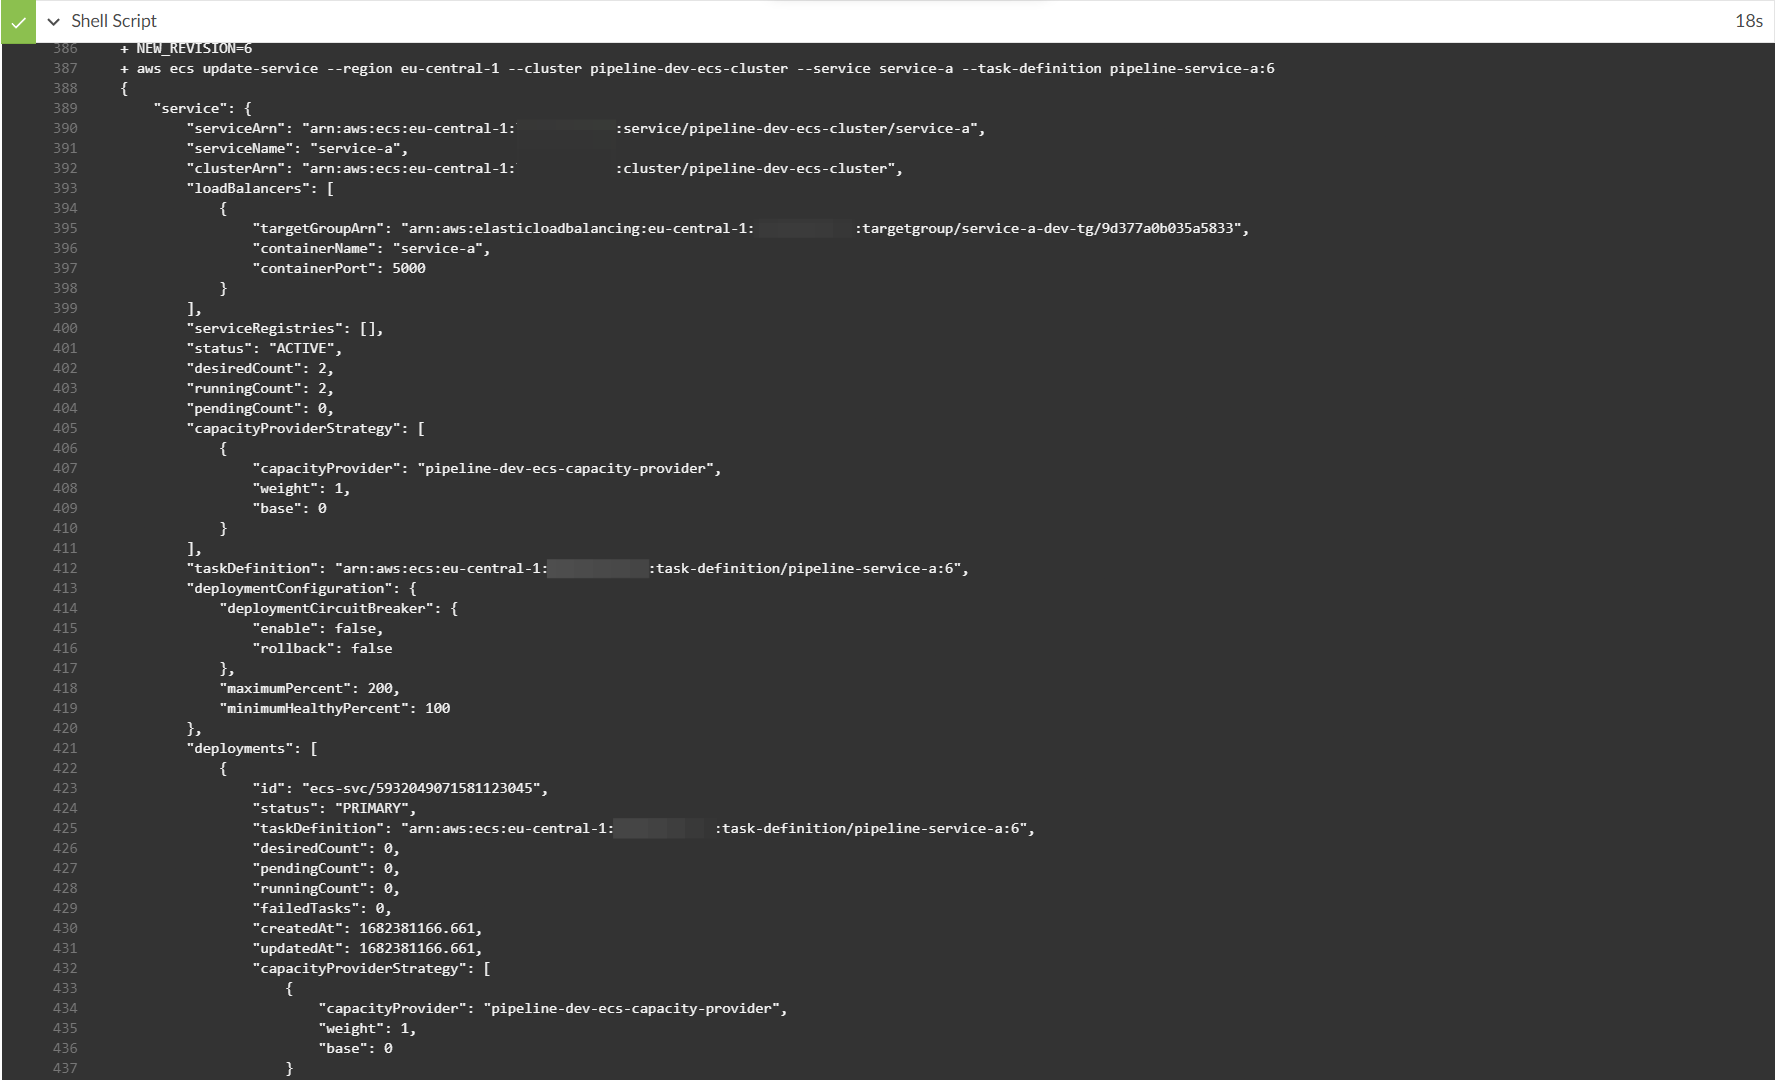 Shell Script 18s
386 + NEW_REVISION=6
387 + aws ecs update-service --region eu-central-1 --cluster pipeline-dev-ecs-cluster --service service-a --task-definition pipeline-service-a:6
388 {
389 "service": {
390 "serviceArn": "arn:aws:ecs:eu-central-1: :service/pipeline-dev-ecs-cluster/service-a",
391 "serviceName": "service-a",
392 "clusterArn": "arn:aws:ecs:eu-central-1: :cluster/pipeline-dev-ecs-cluster",
393 "loadBalancers": [
394 {
395 "targetGroupArn": "arn:aws:elasticloadbalancing:eu-central-1: :targetgroup/service-a-dev-tg/9d377a0b035a5833",
396 "containerName": "service-a",
397 "containerPort": 5000
398 }
399 ],
400 "serviceRegistries": [],
401 "status": "ACTIVE",
402 "desiredCount": 2,
403 "runningCount": 2,
404 "pendingCount": 0,
405 "capacityProviderStrategy": [
406 {
407 "capacityProvider": "pipeline-dev-ecs-capacity-provider",
408 "weight": 1,
409 "base": 0
410 }
411 ],
412 "taskDefinition": "arn:aws:ecs:eu-central-1: :task-definition/pipeline-service-a:6",
413 "deploymentConfiguration": {
414 "deploymentCircuitBreaker": {
415 "enable": false,
416 "rollback": false
417 },
418 "maximumPercent": 200,
419 "minimumHealthyPercent": 100
420 },
421 "deployments": [
422 {
423 "id": "ecs-svc/5932049071581123045",
424 "status": "PRIMARY",
425 "taskDefinition": "arn:aws:ecs:eu-central-1: :task-definition/pipeline-service-a:6",
426 "desiredCount": 0,
427 "pendingCount": 0,
428 "runningCount": 0,
429 "failedTasks": 0,
430 "createdAt": 1682381166.661,
431 "updatedAt": 1682381166.661,
432 "capacityProviderStrategy": [
433 {
434 "capacityProvider": "pipeline-dev-ecs-capacity-provider",
435 "weight": 1,
436 "base": 0
437 }